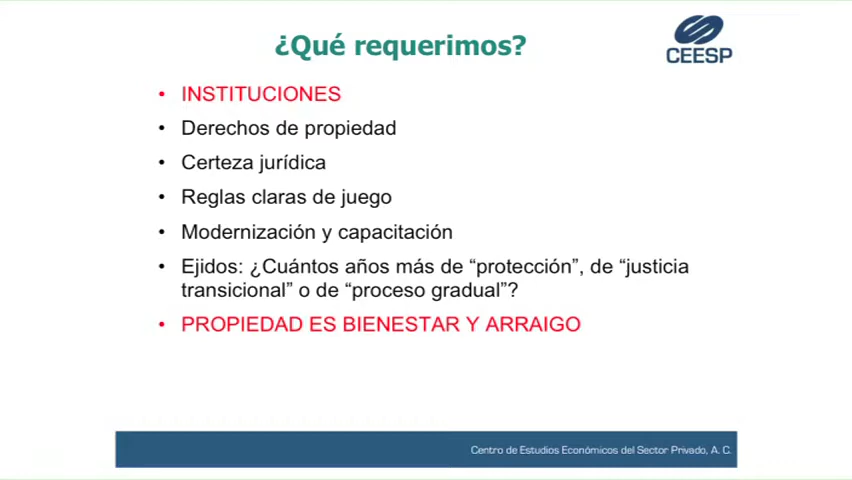 ¿Qué requerimos?
CEESP
• INSTITUCIONES
• Derechos de propiedad
• Certeza jurídica
• Reglas claras de juego
• Modernización y capacitación
• Ejidos: ¿Cuántos años más de “protección”, de “justicia
transicional” o de “proceso gradual”?
• PROPIEDAD ES BIENESTAR Y ARRAIGO
Centro de Estudios Económicos del Sector Privado, A. C.